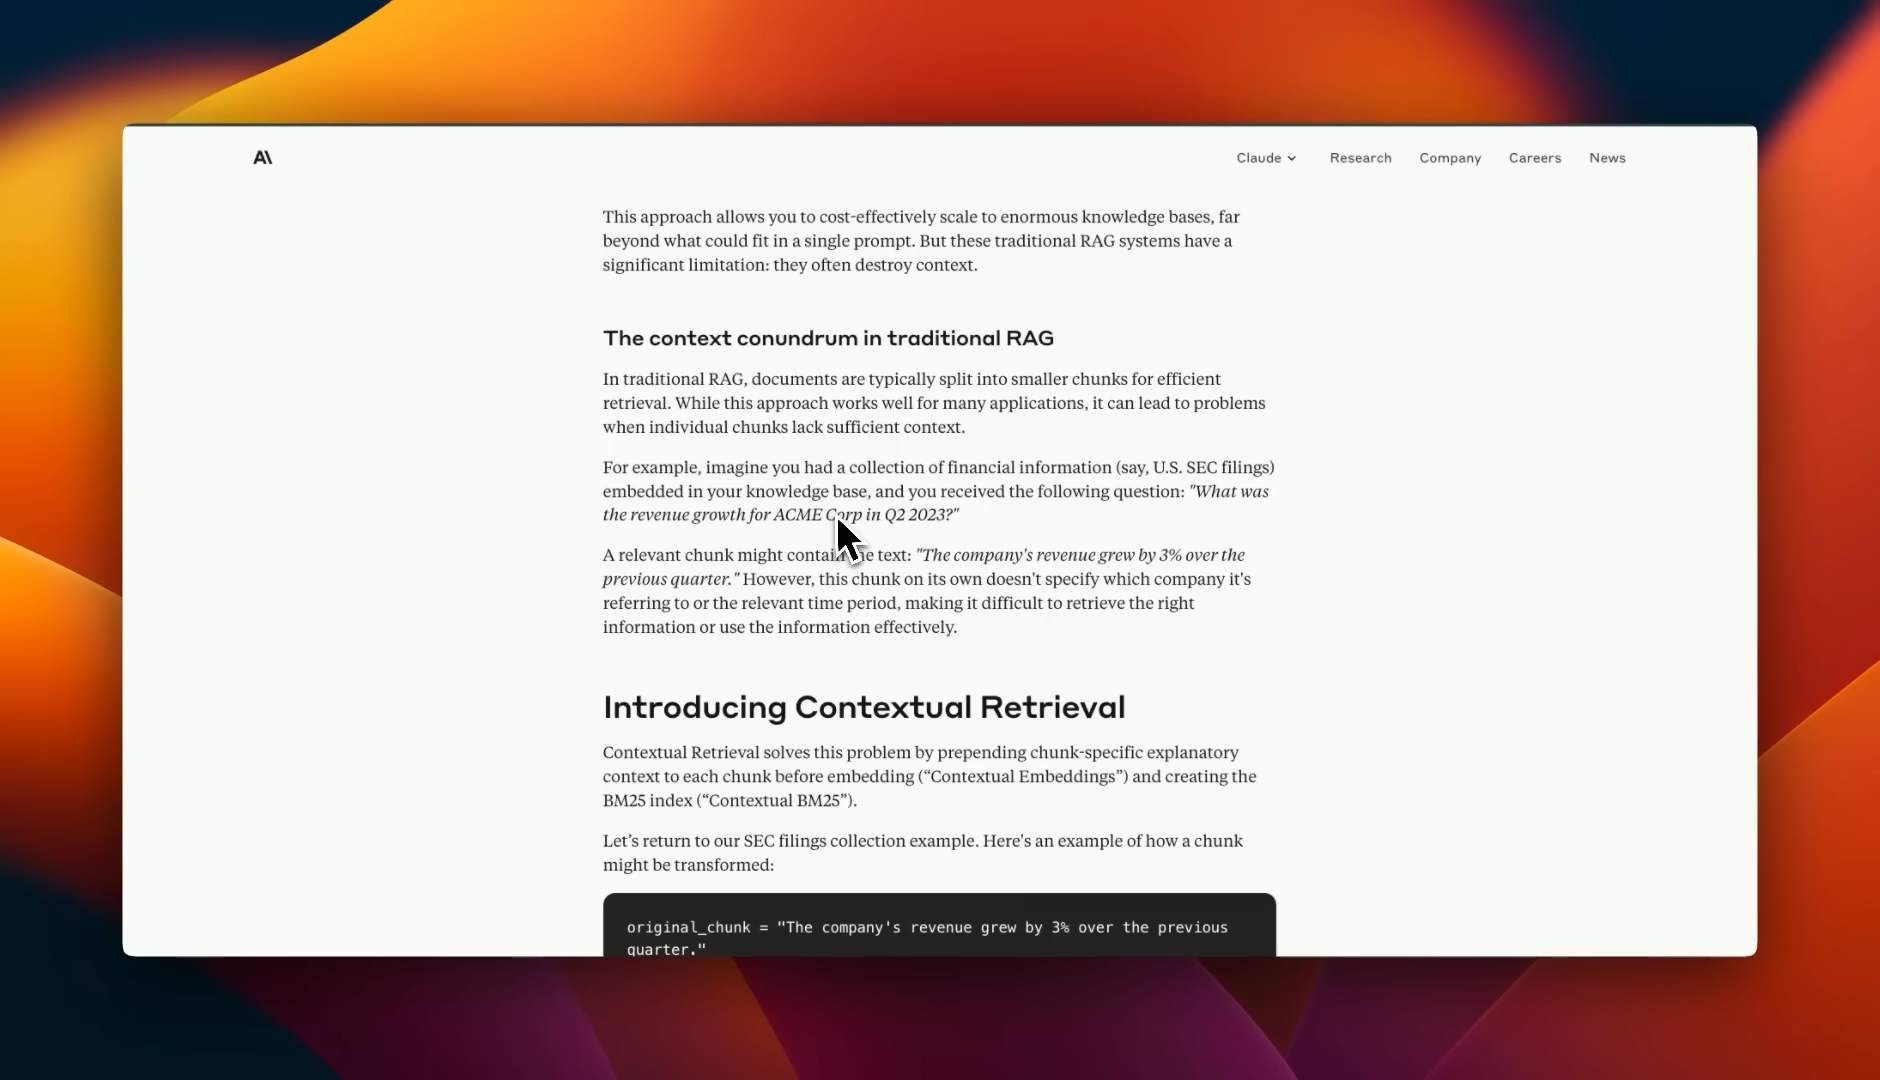 A\
Claude
Research
Company
Careers
News
This approach allows you to cost-effectively scale to enormous knowledge bases, far
beyond what could fit in a single prompt. But these traditional RAG systems have a
significant limitation: they often destroy context.
The context conundrum in traditional RAG
In traditional RAG, documents are typically split into smaller chunks for efficient
retrieval. While this approach works well for many applications, it can lead to problems
when individual chunks lack sufficient context.
For example, imagine you had a collection of financial information (say, U.S. SEC filings)
embedded in your knowledge base, and you received the following question: "What was
the revenue growth for ACME Corp in Q2 2023?"
A relevant chunk might contain the text: "The company's revenue grew by 3% over the
previous quarter." However, this chunk on its own doesn't specify which company it's
referring to or the relevant time period, making it difficult to retrieve the right
information or use the information effectively.
Introducing Contextual Retrieval
Contextual Retrieval solves this problem by prepending chunk-specific explanatory
context to each chunk before embedding (“Contextual Embeddings”) and creating the
BM25 index (“Contextual BM25”).
Let’s return to our SEC filings collection example. Here's an example of how a chunk
might be transformed:
original_chunk = "The company's revenue grew by 3% over the previous
quarter."